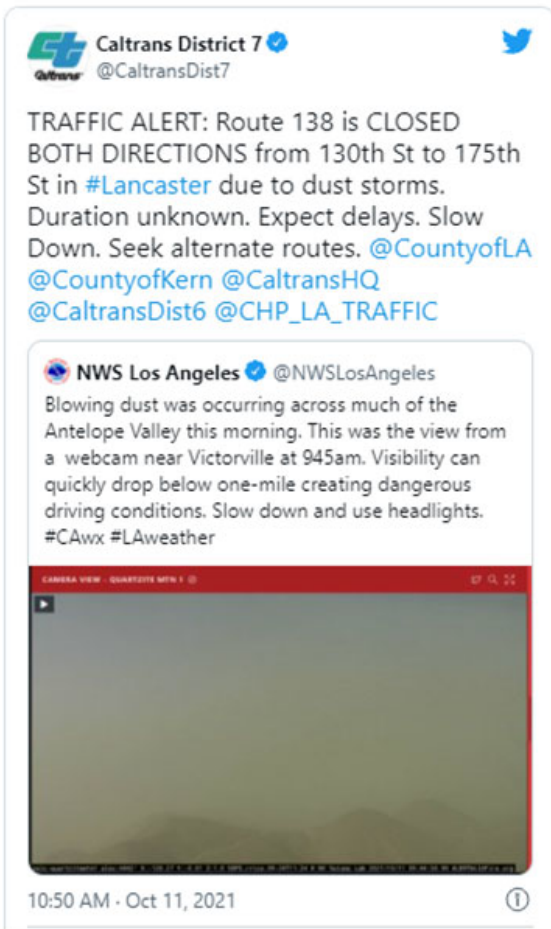 Caltrans District 7
Caltrans
@CaltransDist7
TRAFFIC ALERT: Route 138 is CLOSED
BOTH DIRECTIONS from 130th St to 175th
St in #Lancaster due to dust storms.
Duration unknown. Expect delays. Slow
Down. Seek alternate routes. @CountyofLA
@CountyofKern @CaltransHQ
@CaltransDist6 @CHP_LA_TRAFFIC
NWS Los Angeles @NWSLosAngeles
Blowing dust was occurring across much of the
Antelope Valley this morning. This was the view from
a webcam near Victorville at 945am. Visibility can
quickly drop below one-mile creating dangerous
driving conditions. Slow down and use headlights.
#CAwx #LAweather
CAMERA VIEW - QUARTZITE MTN 1
10:50 AM · Oct 11, 2021